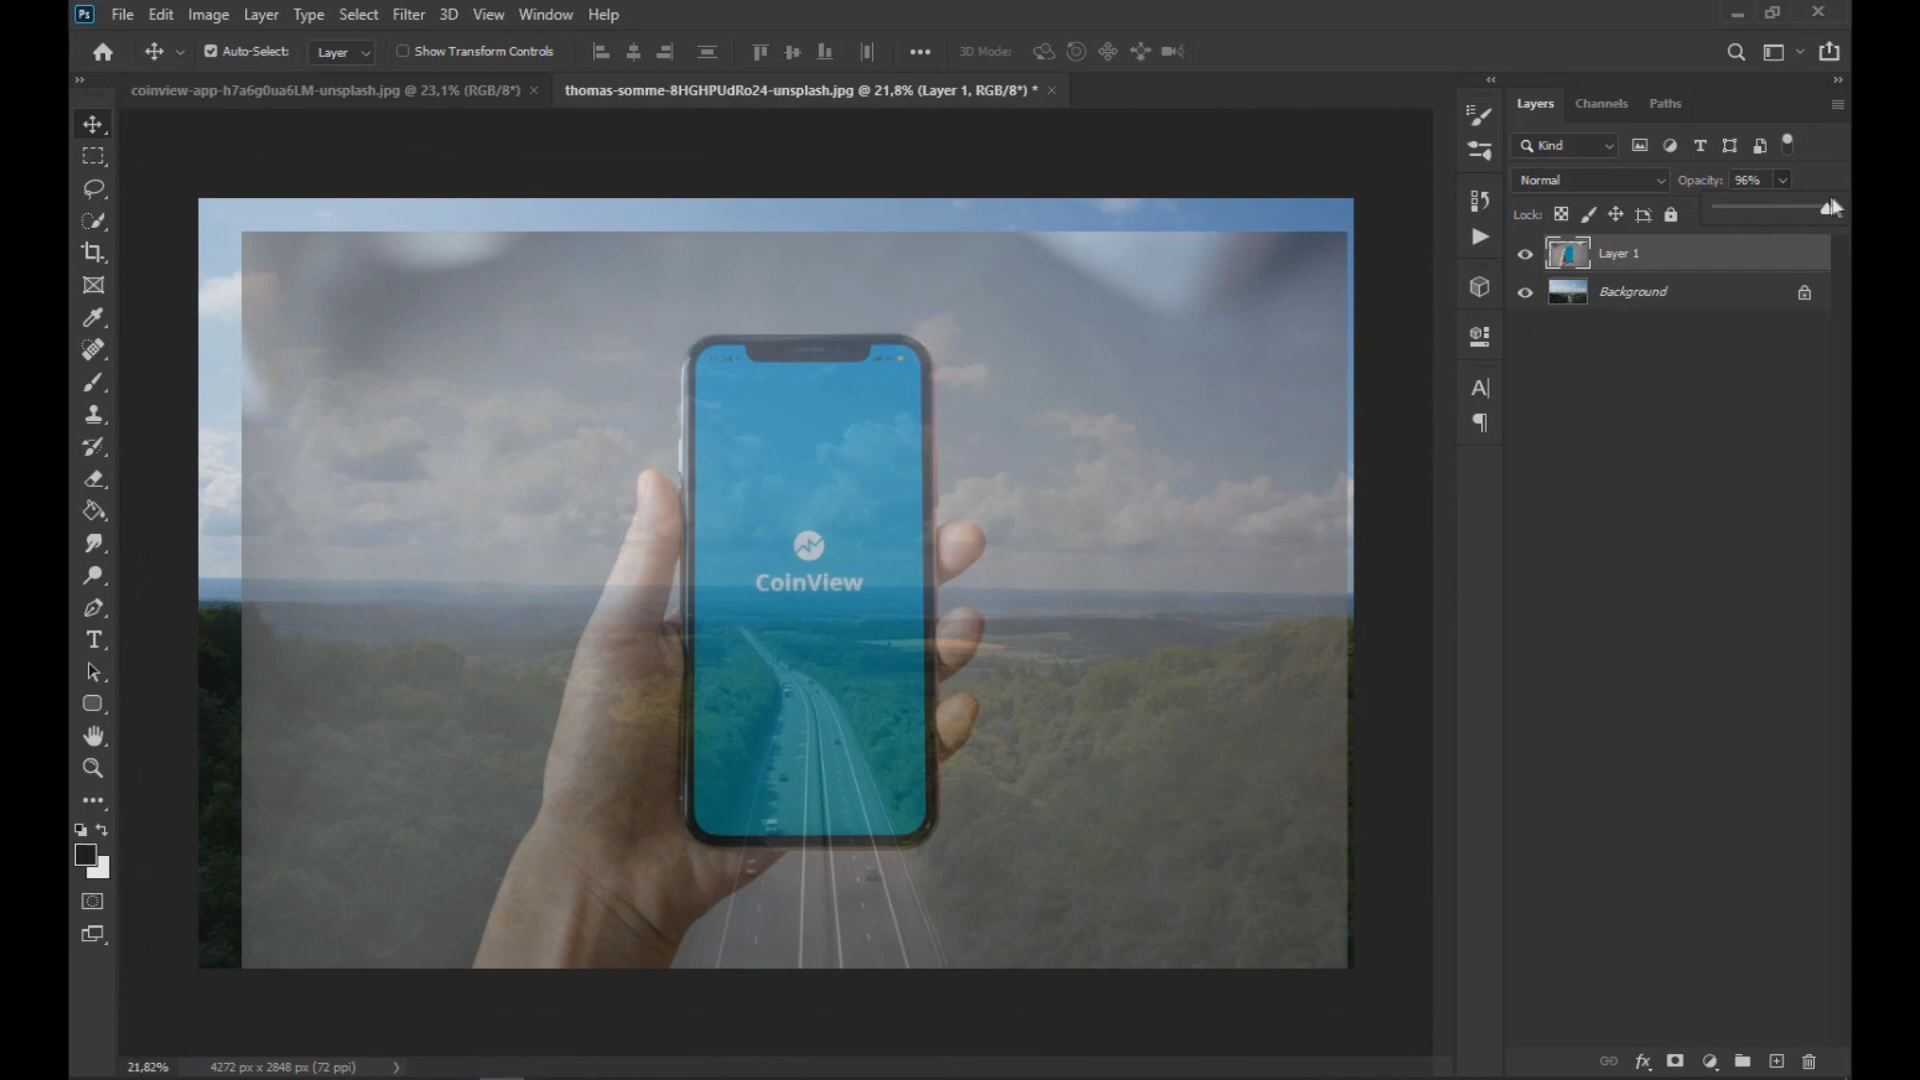 Ps File Edit Image Layer Type Select Filter 3D View Window Help
Auto-Select: Layer Show Transform Controls 3D Mode:
coinview-app-h7a6g0ua6LM-unsplash.jpg @ 23,1% (RGB/8*) thomas-somme-8HGHPUdRo24-unsplash.jpg @ 21,8% (Layer 1, RGB/8*) *
Layers Channels Paths
Kind
Normal Opacity: 96%
Lock:
Layer 1
Background
CoinView
21,82% 4272 px x 2848 px (72 ppi)